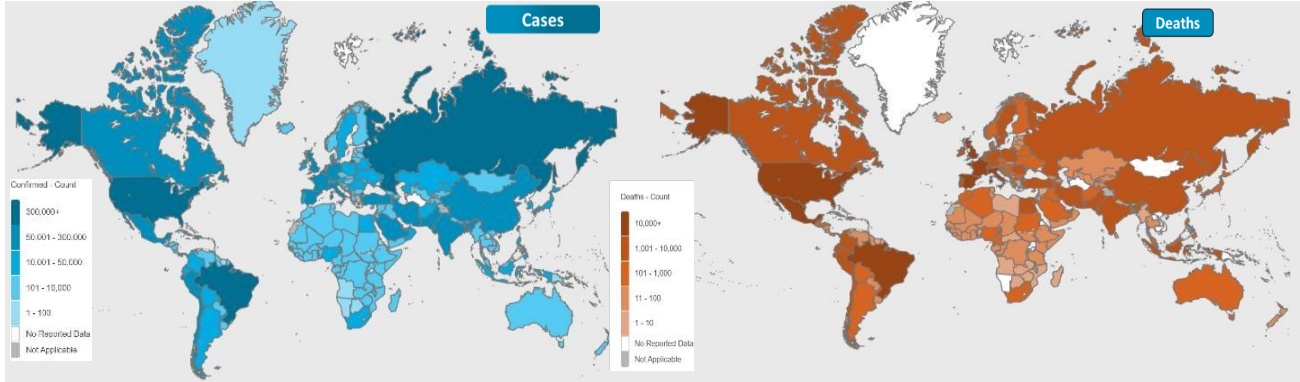 Cases
Deaths
Confirmed - Count
300,000+
50,001 - 300,000
10,001 - 50,000
101 - 10,000
1 - 100
No Reported Data
Not Applicable
Deaths - Count
10,000+
1,001 - 10,000
101 - 1,000
11 - 100
1 - 10
No Reported Data
Not Applicable